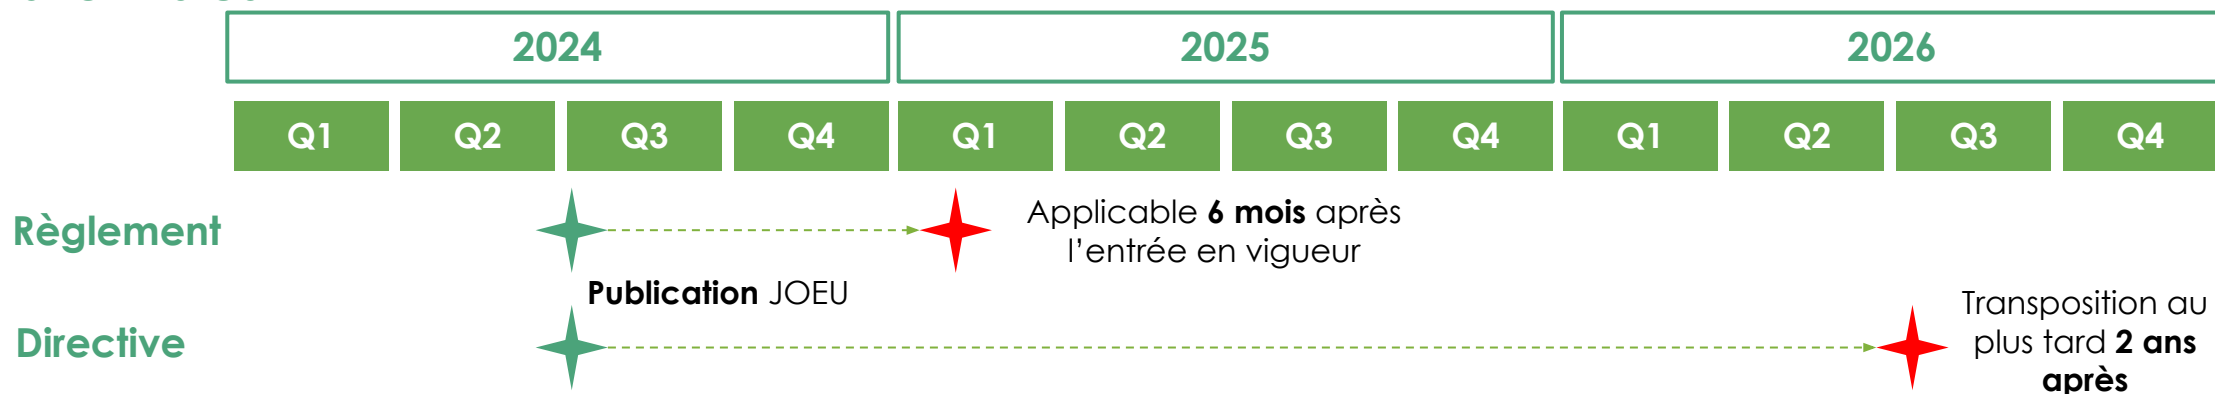 2024 2025 2026
Q1 Q2 Q3 Q4 Q1 Q2 Q3 Q4 Q1 Q2 Q3 Q4
Règlement
Applicable 6 mois après
l'entrée en vigueur
Publication JOEU
Directive
Transposition au
plus tard 2 ans
après